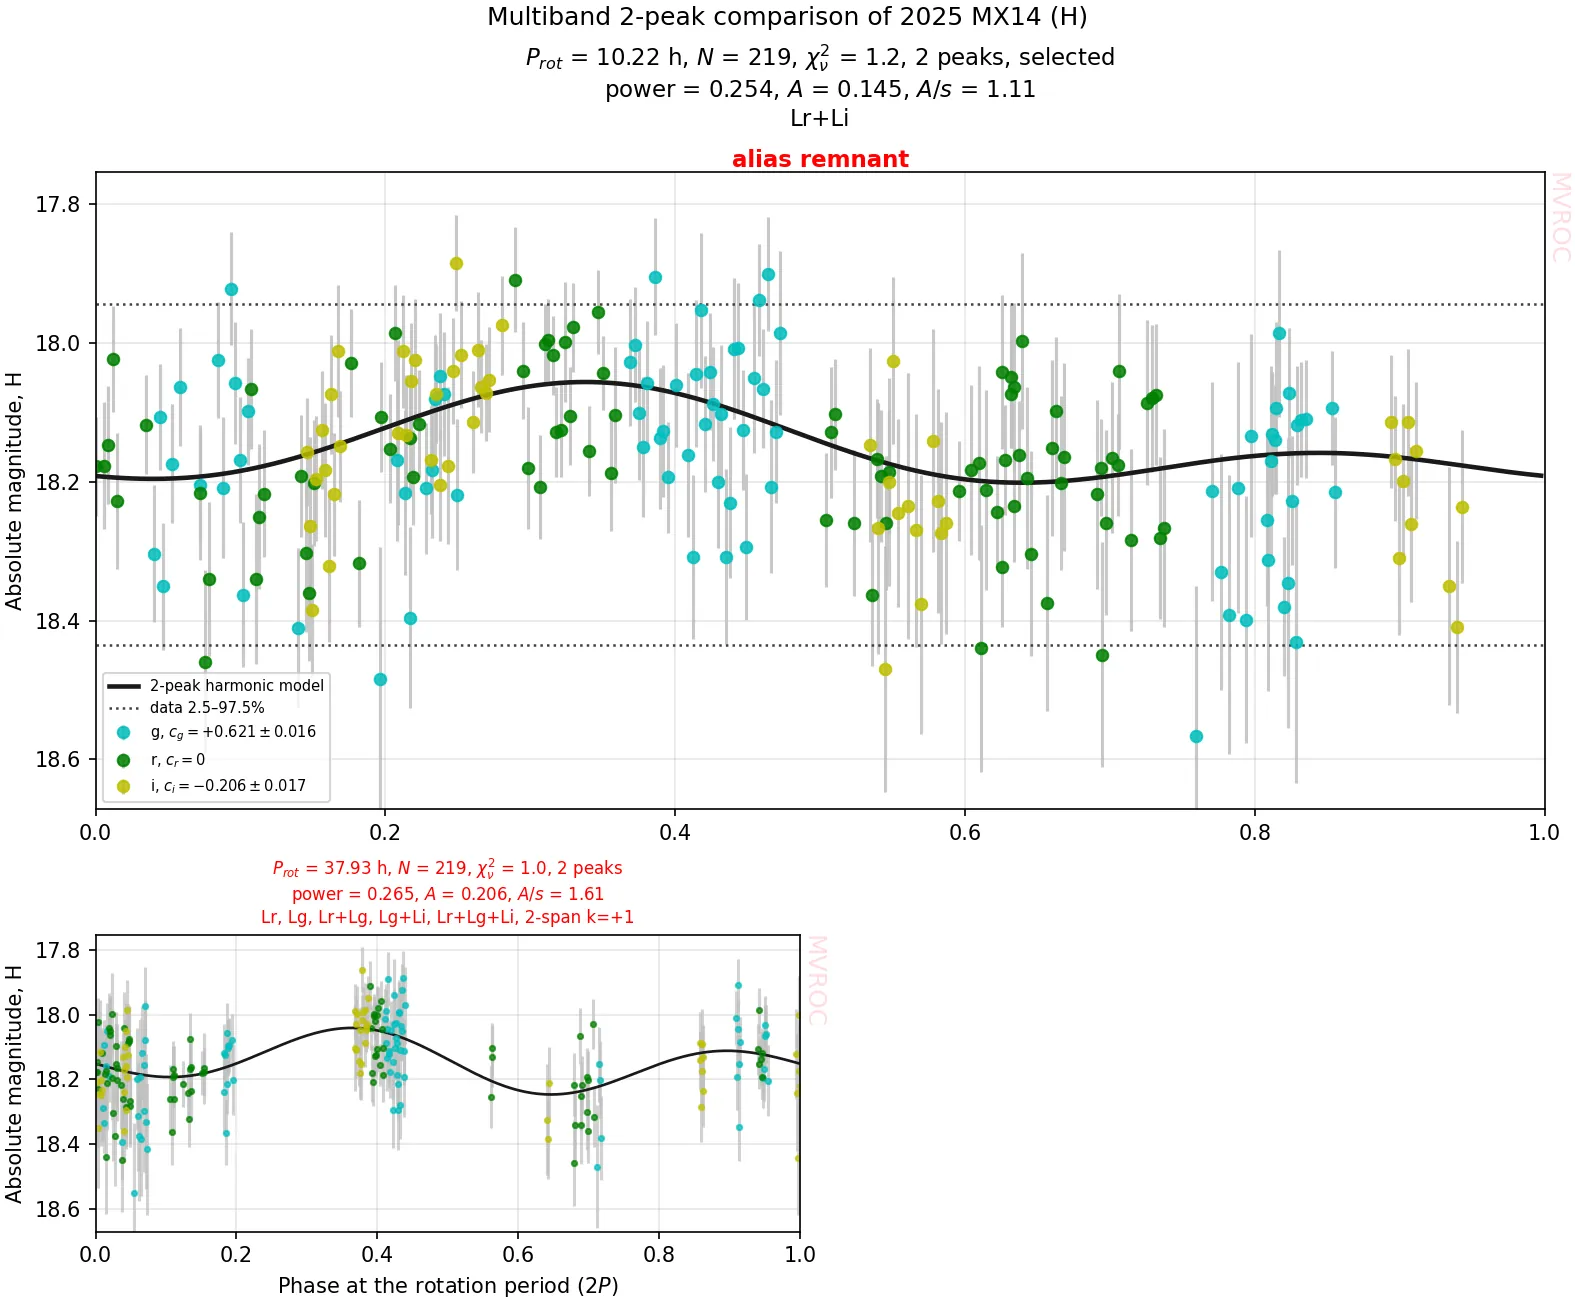 Multiband 2-peak comparison of 2025 MX14 (H)
P_rot = 10.22 h, N = 219, χ²_ν = 1.2, 2 peaks, selected
power = 0.254, A = 0.145, A/s = 1.11
Lr+Li
alias remnant
MVROC
17.8
18.0
18.2
18.4
18.6
Absolute magnitude, H
2-peak harmonic model
data 2.5–97.5%
g, c_g = +0.621 ± 0.016
r, c_r = 0
i, c_i = −0.206 ± 0.017
0.0 0.2 0.4 0.6 0.8 1.0
P_rot = 37.93 h, N = 219, χ²_ν = 1.0, 2 peaks
power = 0.265, A = 0.206, A/s = 1.61
Lr, Lg, Lr+Lg, Lg+Li, Lr+Lg+Li, 2-span k=+1
MVROC
17.8
18.0
18.2
18.4
18.6
Absolute magnitude, H
0.0 0.2 0.4 0.6 0.8 1.0
Phase at the rotation period (2P)